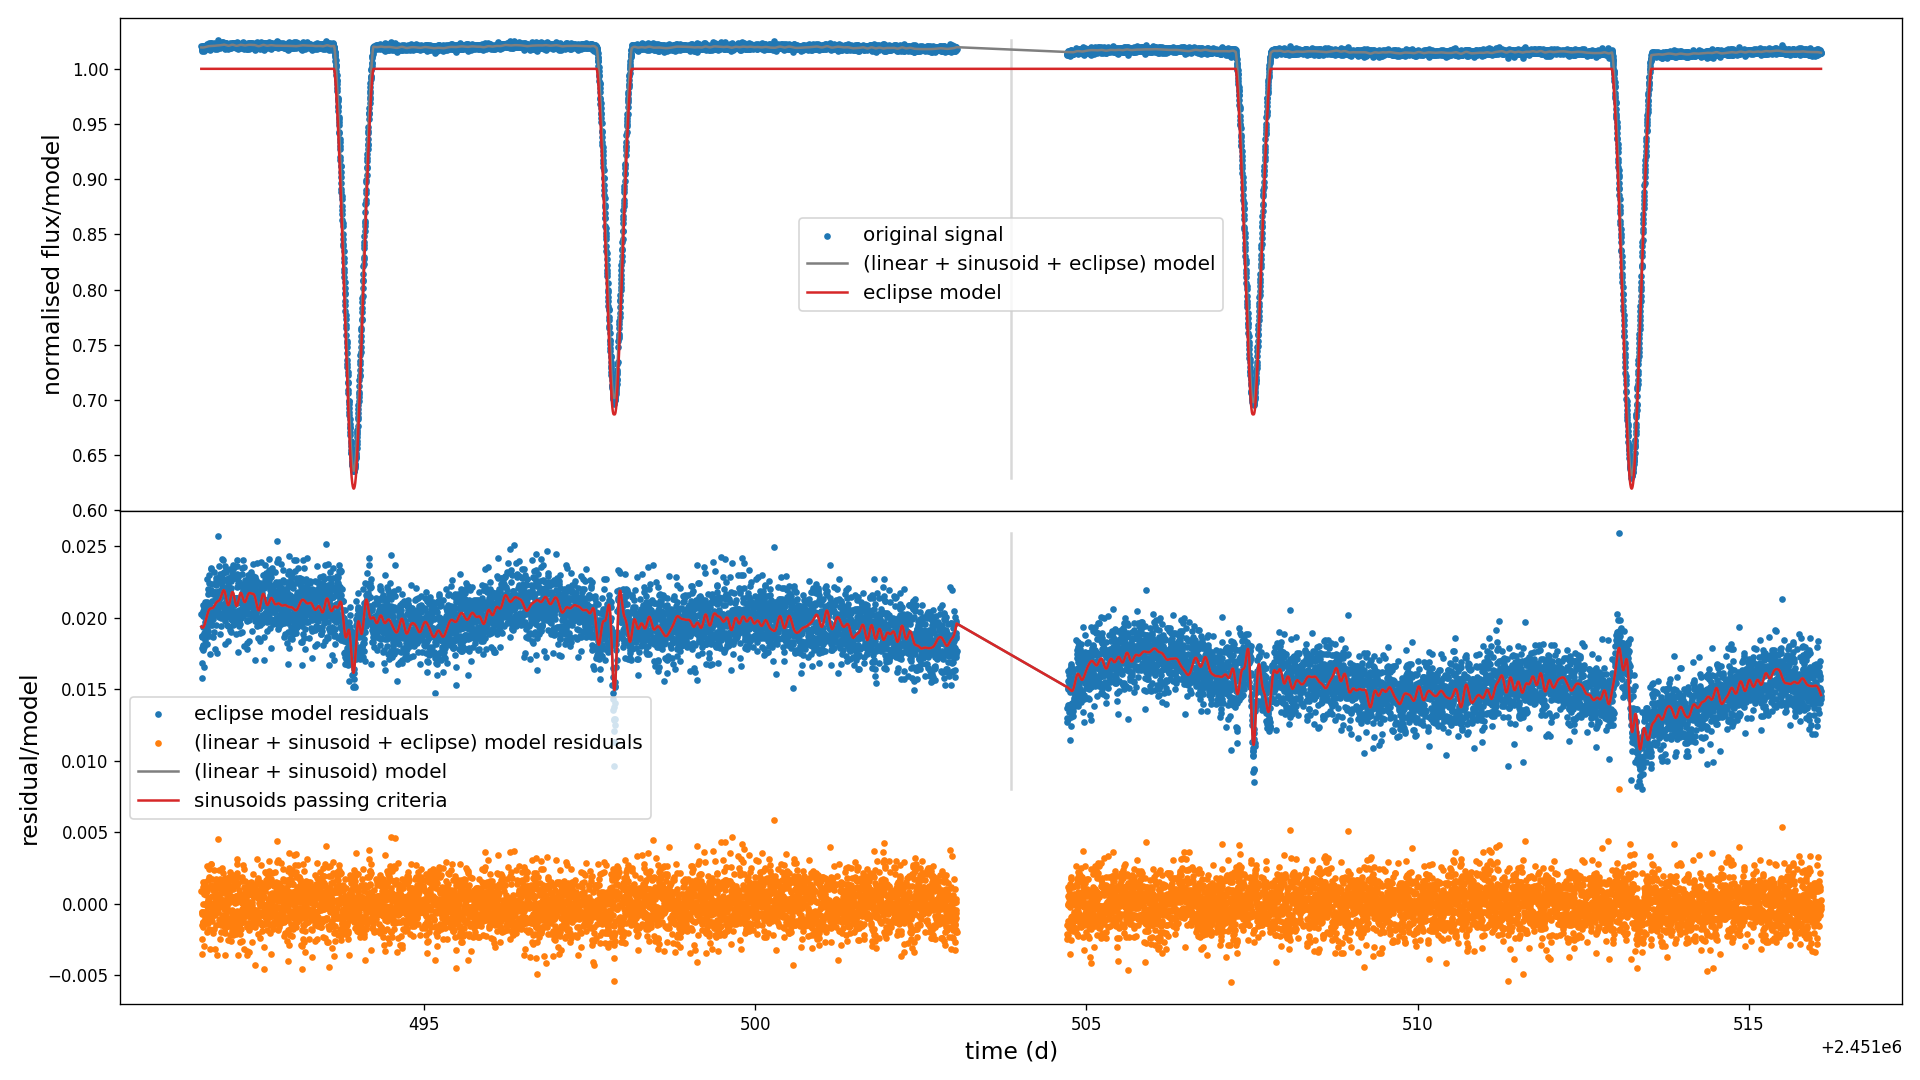 normalised flux/model
1.00
0.95
0.90
0.85
0.80
0.75
0.70
0.65
0.60
original signal
(linear + sinusoid + eclipse) model
eclipse model
residual/model
0.025
0.020
0.015
0.010
0.005
0.000
−0.005
eclipse model residuals
(linear + sinusoid + eclipse) model residuals
(linear + sinusoid) model
sinusoids passing criteria
495
500
505
510
515
time (d)
+2.451e6